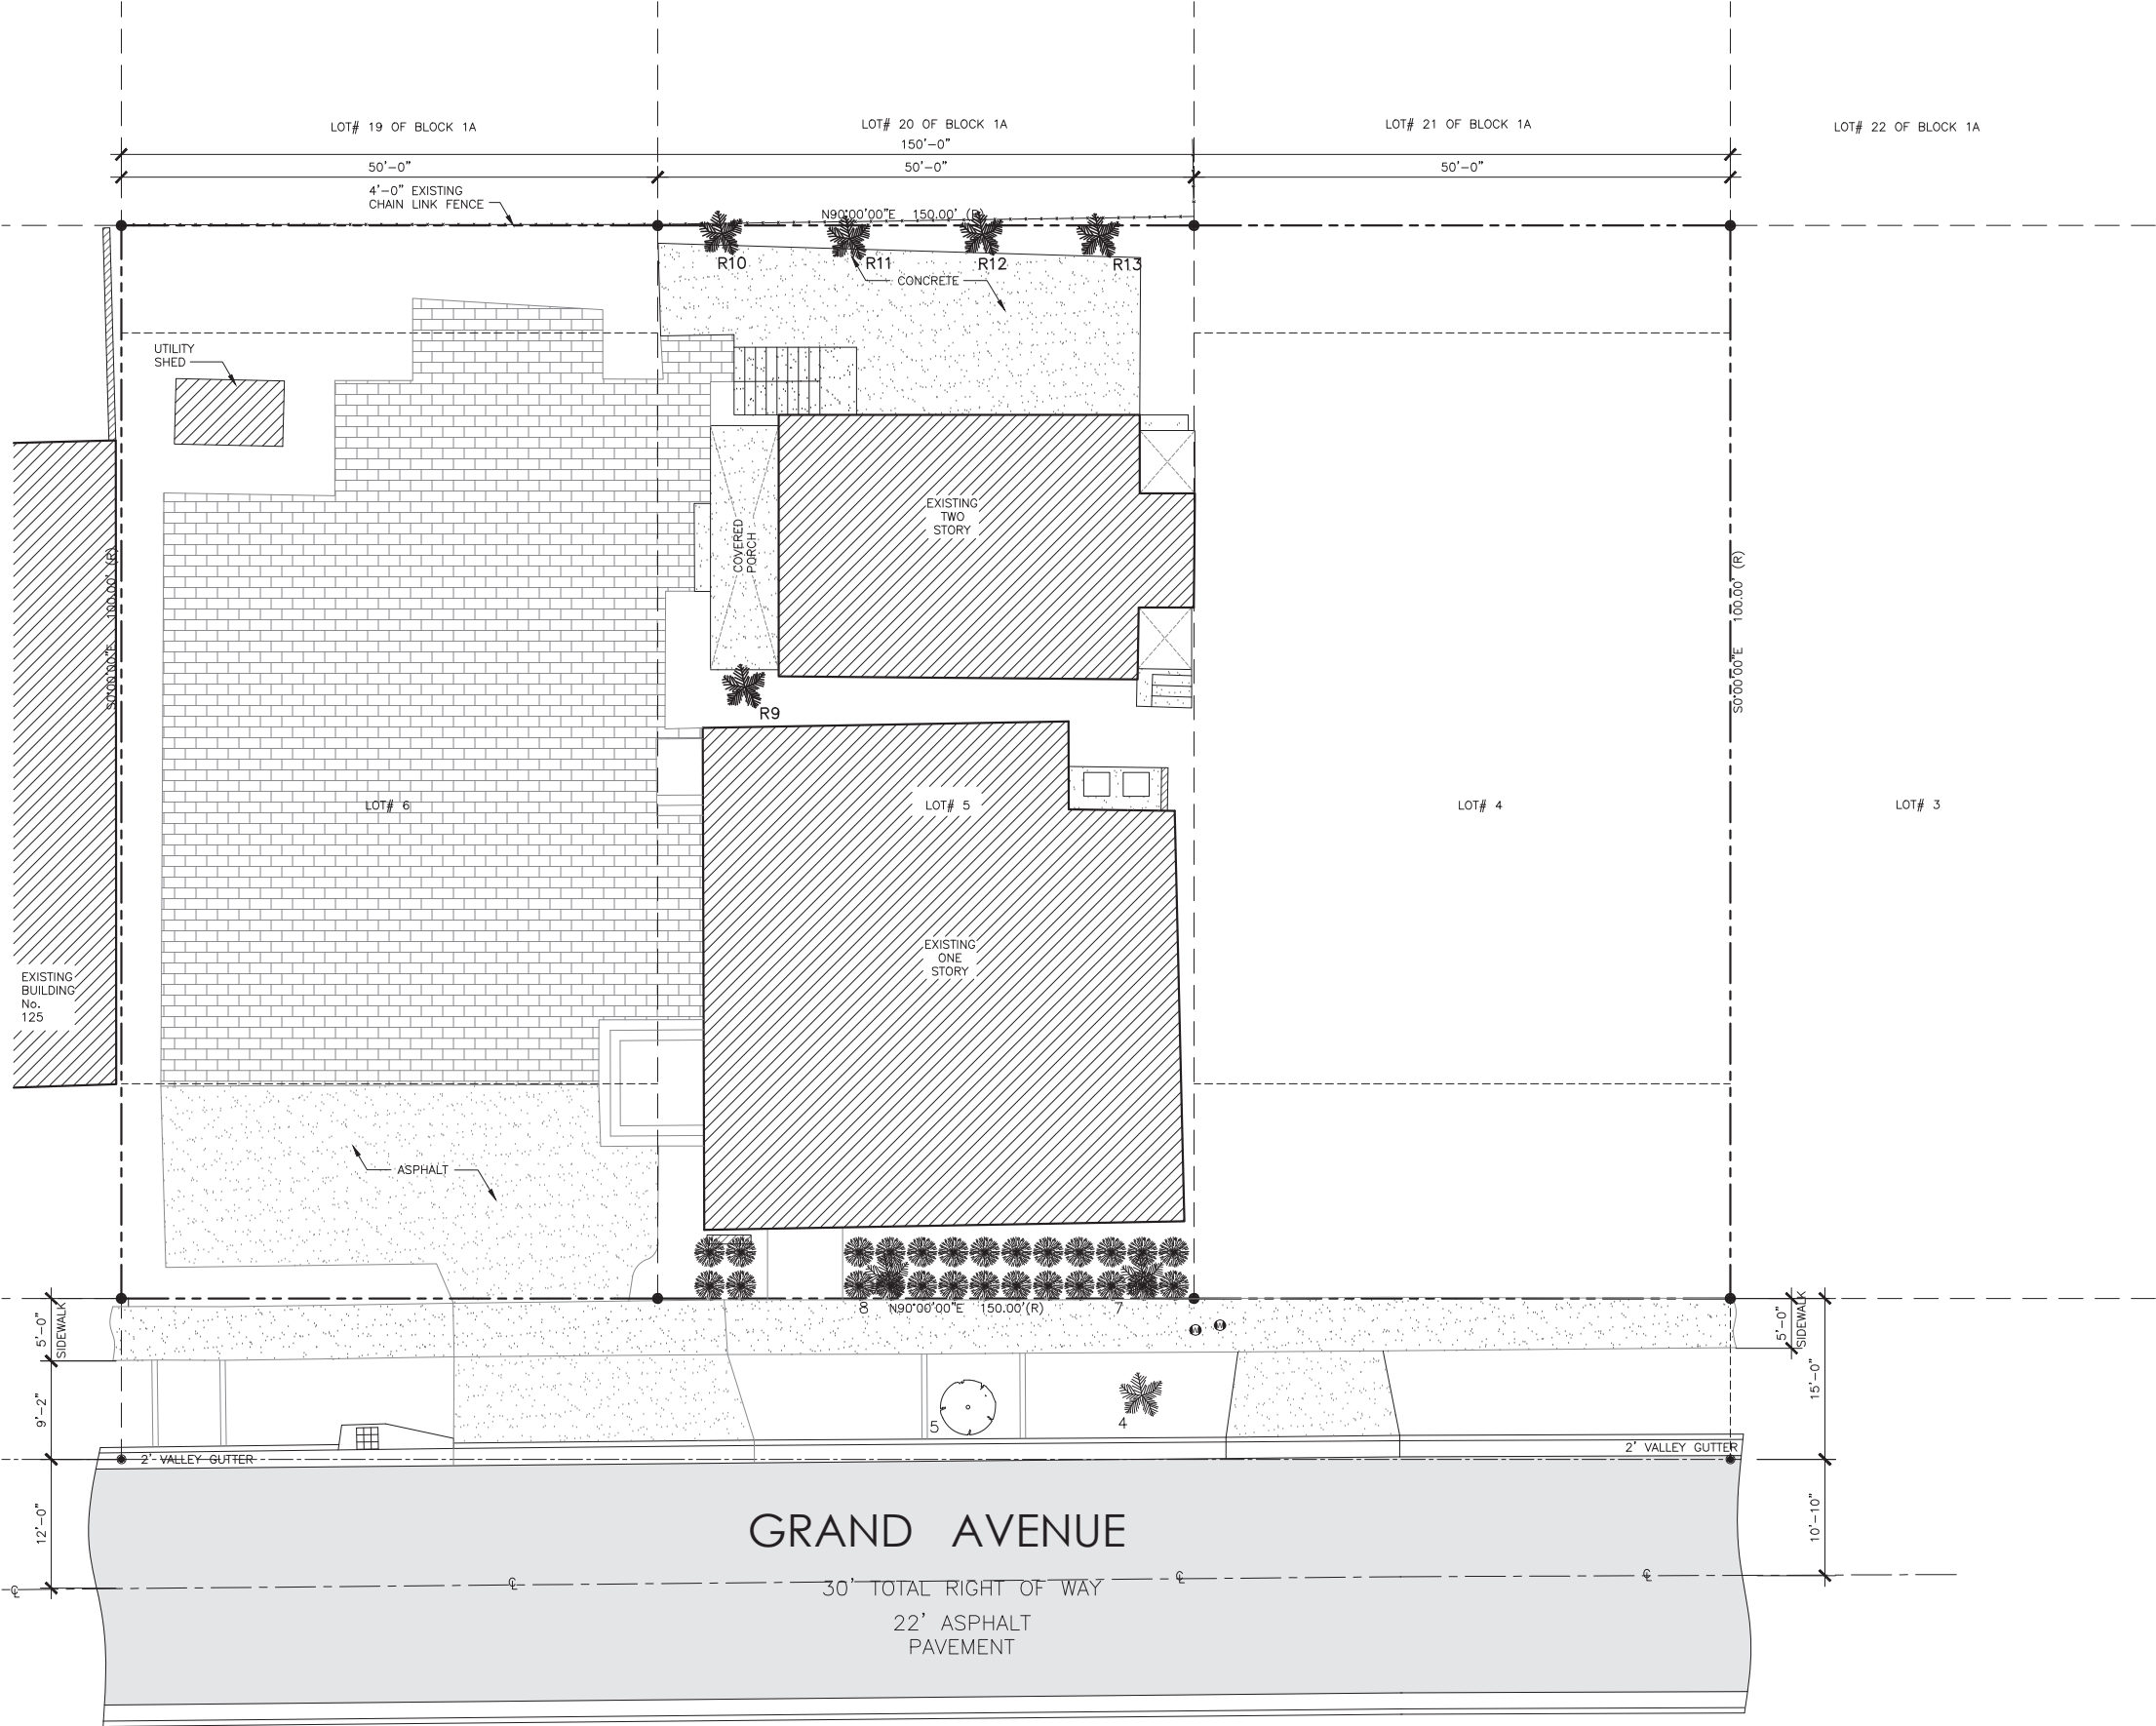 LOT# 19 OF BLOCK 1A
LOT# 20 OF BLOCK 1A
LOT# 21 OF BLOCK 1A
LOT# 22 OF BLOCK 1A
150'-0"
50'-0"
50'-0"
50'-0"
4'-0" EXISTING
CHAIN LINK FENCE
N90°00'00"E 150.00' (R)
R10
R11
R12
R13
CONCRETE
UTILITY
SHED
EXISTING
TWO
STORY
COVERED
PORCH
S0°00'00"E 100.00' (R)
S0°00'00"E 100.00' (R)
R9
LOT# 6
LOT# 5
LOT# 4
LOT# 3
EXISTING
ONE
STORY
EXISTING
BUILDING
No.
125
ASPHALT
8
N90°00'00"E 150.00'(R)
7
5'-0"
SIDEWALK
5'-0"
SIDEWALK
W
W
9'-2"
15'-0"
5
4
2' VALLEY GUTTER
2' VALLEY GUTTER
12'-0"
10'-10"
GRAND AVENUE
℄
℄
℄
℄
30' TOTAL RIGHT OF WAY
22' ASPHALT
PAVEMENT